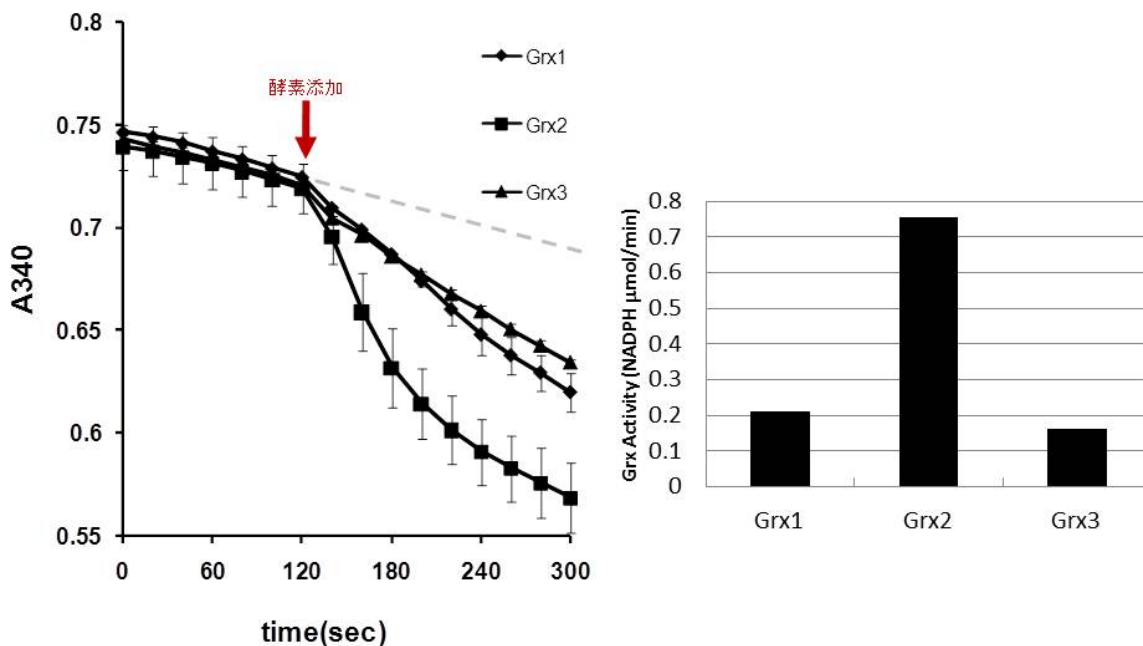 0.8
0.75
0.7
0.65
0.6
0.55
A340
0
60
120
180
240
300
time(sec)
酵素添加
Grx1
Grx2
Grx3
Grx Activity (NADPH μmol/min)
0.8
0.7
0.6
0.5
0.4
0.3
0.2
0.1
0
Grx1
Grx2
Grx3